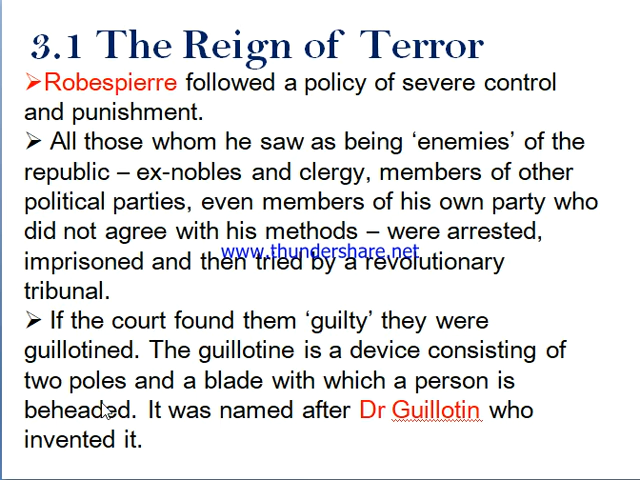 3.1 The Reign of Terror
➢Robespierre followed a policy of severe control
and punishment.
➢ All those whom he saw as being ‘enemies’ of the
republic – ex-nobles and clergy, members of other
political parties, even members of his own party who
did not agree with his methods – were arrested,
www.thundershare.net
imprisoned and then tried by a revolutionary
tribunal.
➢ If the court found them ‘guilty’ they were
guillotined. The guillotine is a device consisting of
two poles and a blade with which a person is
beheaded. It was named after Dr Guillotin who
invented it.